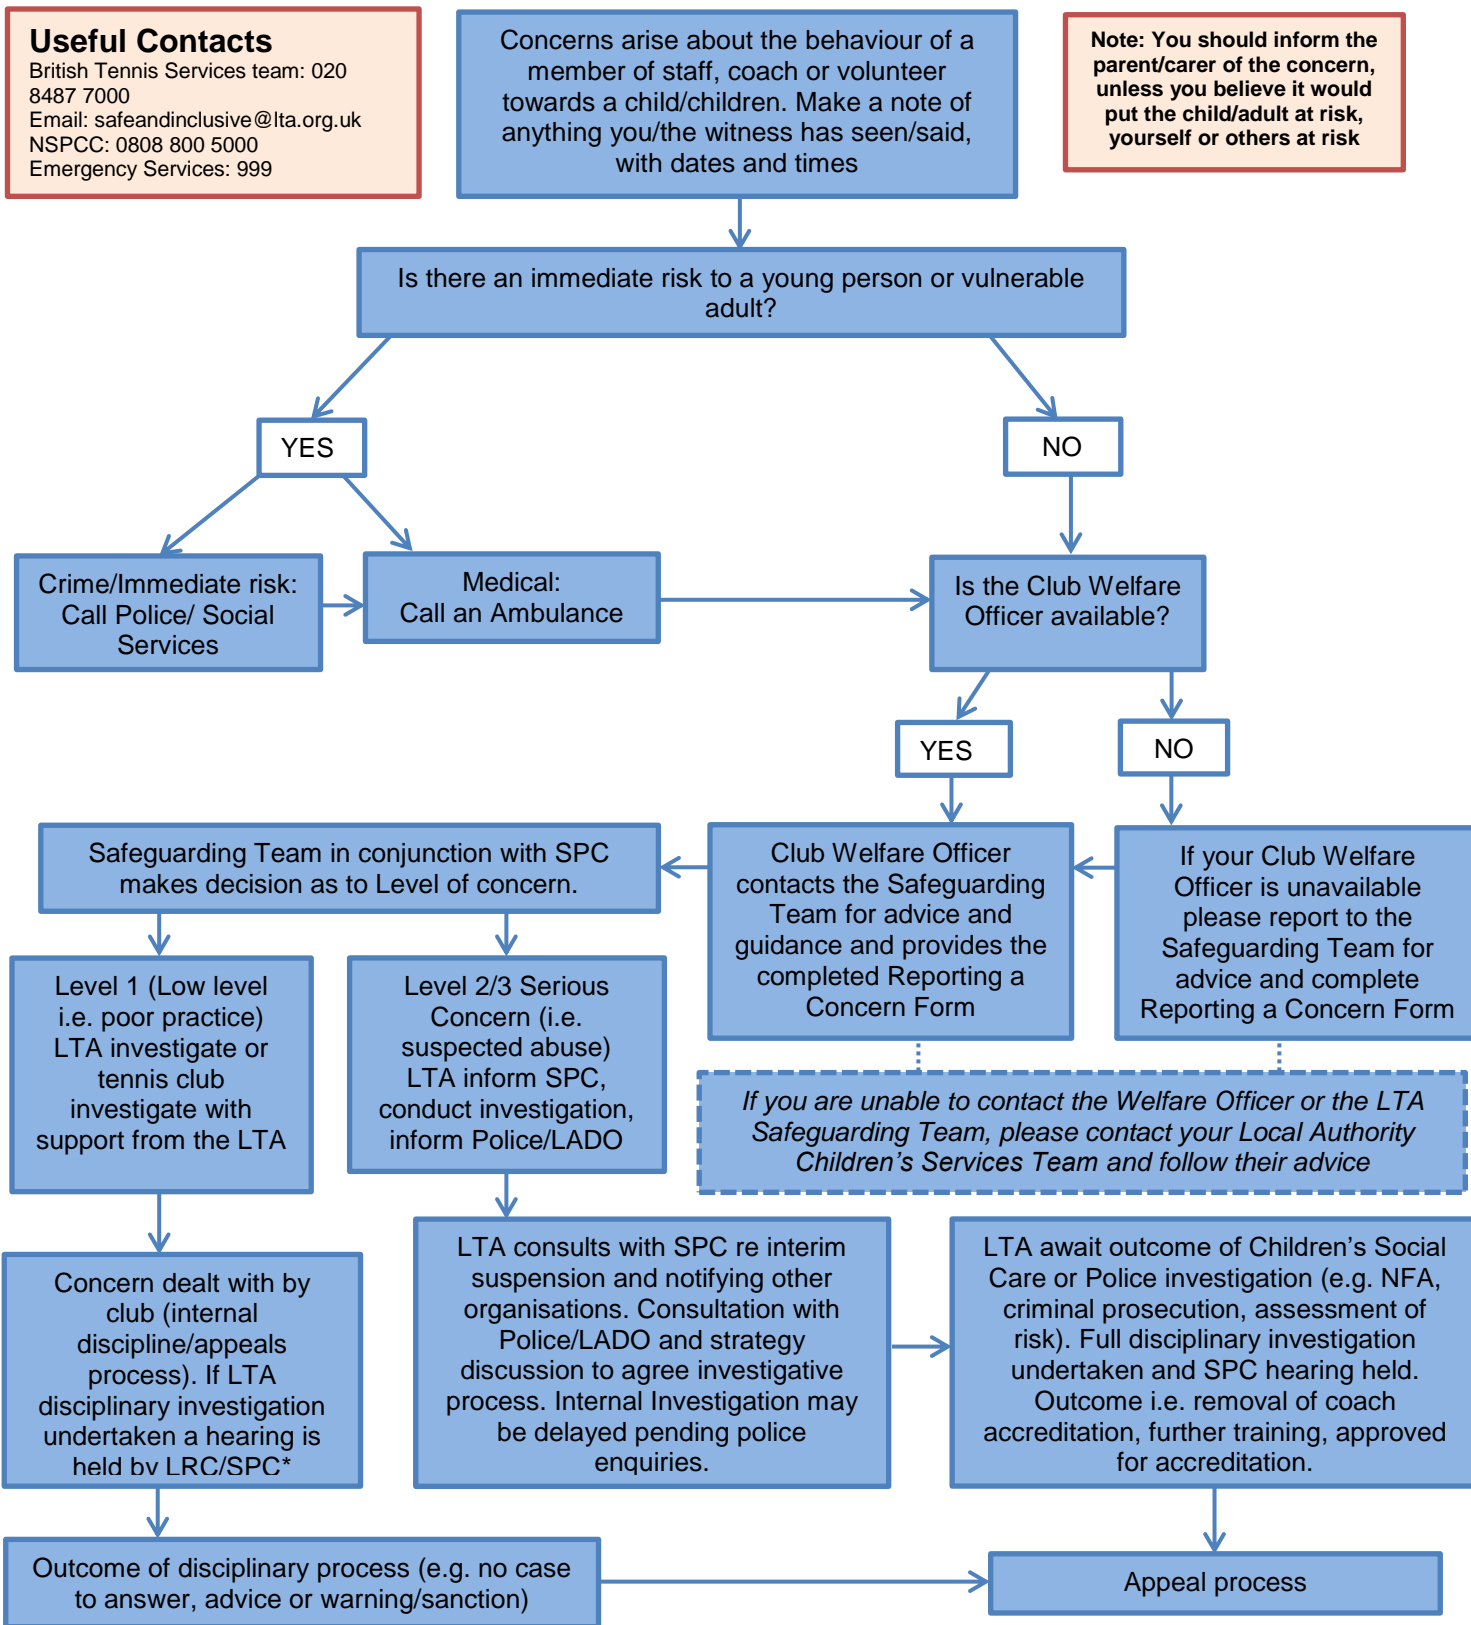 Useful Contacts
British Tennis Services team: 020
8487 7000
Email: safeandinclusive@lta.org.uk
NSPCC: 0808 800 5000
Emergency Services: 999
Concerns arise about the behaviour of a
member of staff, coach or volunteer
towards a child/children. Make a note of
anything you/the witness has seen/said,
with dates and times
Note: You should inform the
parent/carer of the concern,
unless you believe it would
put the child/adult at risk,
yourself or others at risk
Is there an immediate risk to a young person or vulnerable
adult?
YES
NO
Crime/Immediate risk:
Call Police/ Social
Services
Medical:
Call an Ambulance
Is the Club Welfare
Officer available?
YES
NO
Safeguarding Team in conjunction with SPC
makes decision as to Level of concern.
Club Welfare Officer
contacts the Safeguarding
Team for advice and
guidance and provides the
completed Reporting a
Concern Form
If your Club Welfare
Officer is unavailable
please report to the
Safeguarding Team for
advice and complete
Reporting a Concern Form
Level 1 (Low level
i.e. poor practice)
LTA investigate or
tennis club
investigate with
support from the LTA
Level 2/3 Serious
Concern (i.e.
suspected abuse)
LTA inform SPC,
conduct investigation,
inform Police/LADO
If you are unable to contact the Welfare Officer or the LTA
Safeguarding Team, please contact your Local Authority
Children’s Services Team and follow their advice
Concern dealt with by
club (internal
discipline/appeals
process). If LTA
disciplinary investigation
undertaken a hearing is
held by LRC/SPC*
LTA consults with SPC re interim
suspension and notifying other
organisations. Consultation with
Police/LADO and strategy
discussion to agree investigative
process. Internal Investigation may
be delayed pending police
enquiries.
LTA await outcome of Children’s Social
Care or Police investigation (e.g. NFA,
criminal prosecution, assessment of
risk). Full disciplinary investigation
undertaken and SPC hearing held.
Outcome i.e. removal of coach
accreditation, further training, approved
for accreditation.
Outcome of disciplinary process (e.g. no case
to answer, advice or warning/sanction)
Appeal process